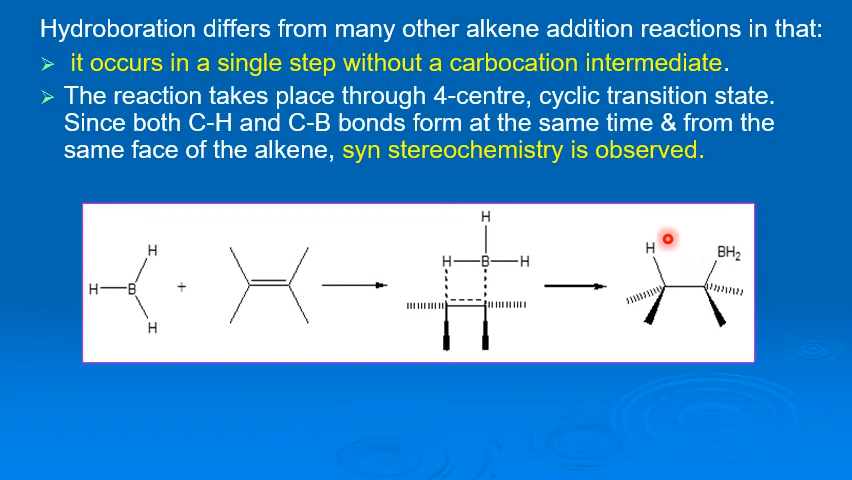 Hydroboration differs from many other alkene addition reactions in that:
➢ it occurs in a single step without a carbocation intermediate.
➢ The reaction takes place through 4-centre, cyclic transition state.
Since both C-H and C-B bonds form at the same time & from the
same face of the alkene, syn stereochemistry is observed.
H
H B
H
+
H
H B H
H BH₂